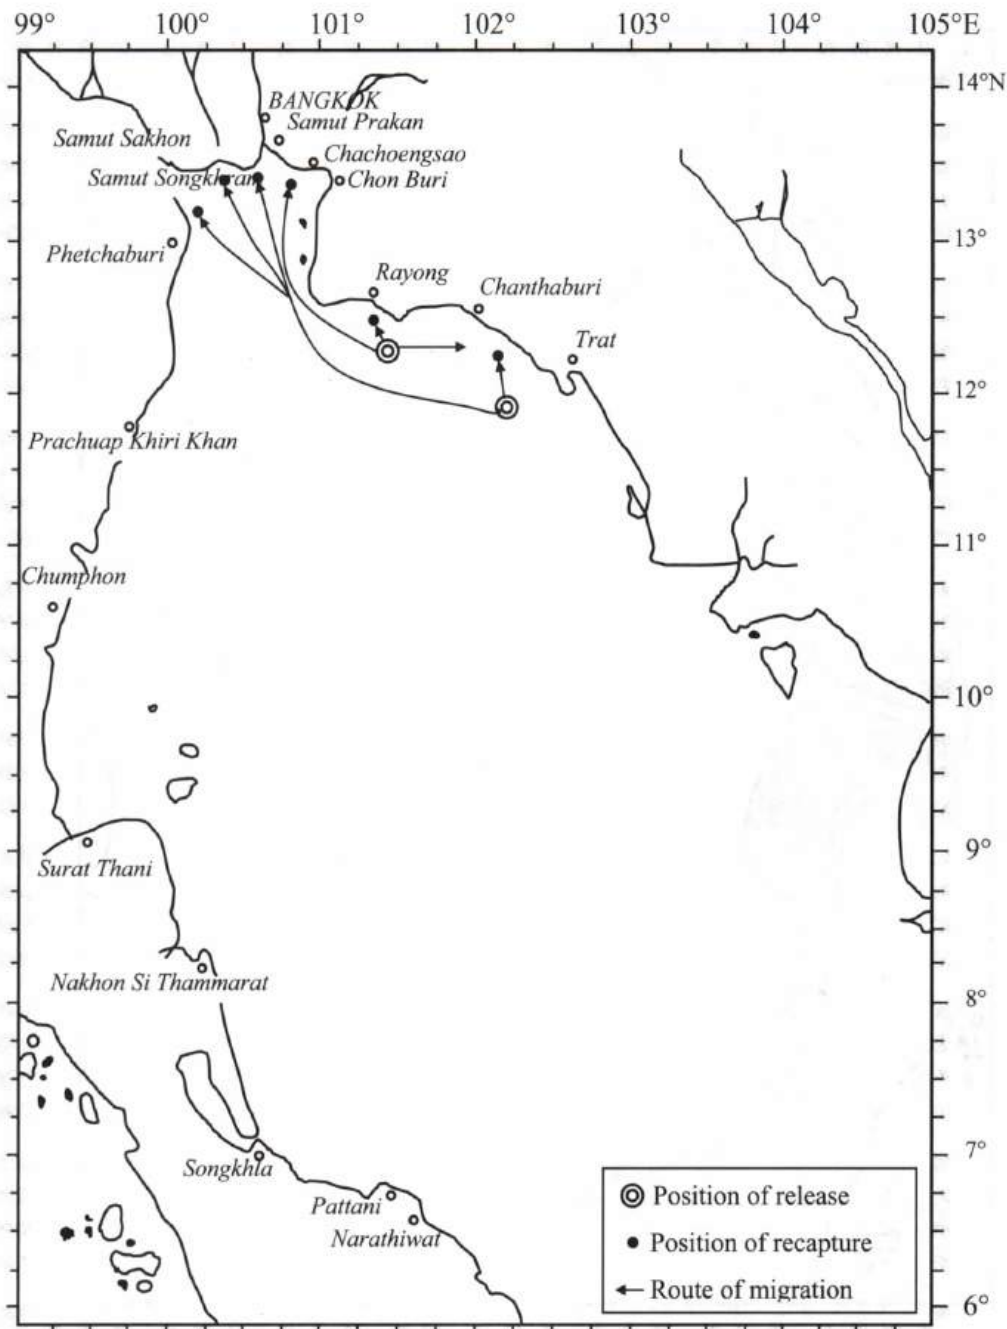 99° 100° 101° 102° 103° 104° 105°E
14°N
BANGKOK
Samut Prakan
Samut Sakhon
Chachoengsao
Samut Songkhram
Chon Buri
13°
Phetchaburi
Rayong
Chanthaburi
Trat
12°
Prachuap Khiri Khan
11°
Chumphon
10°
9°
Surat Thani
Nakhon Si Thammarat
8°
7°
Songkhla
Pattani
Narathiwat
Position of release
Position of recapture
Route of migration
6°